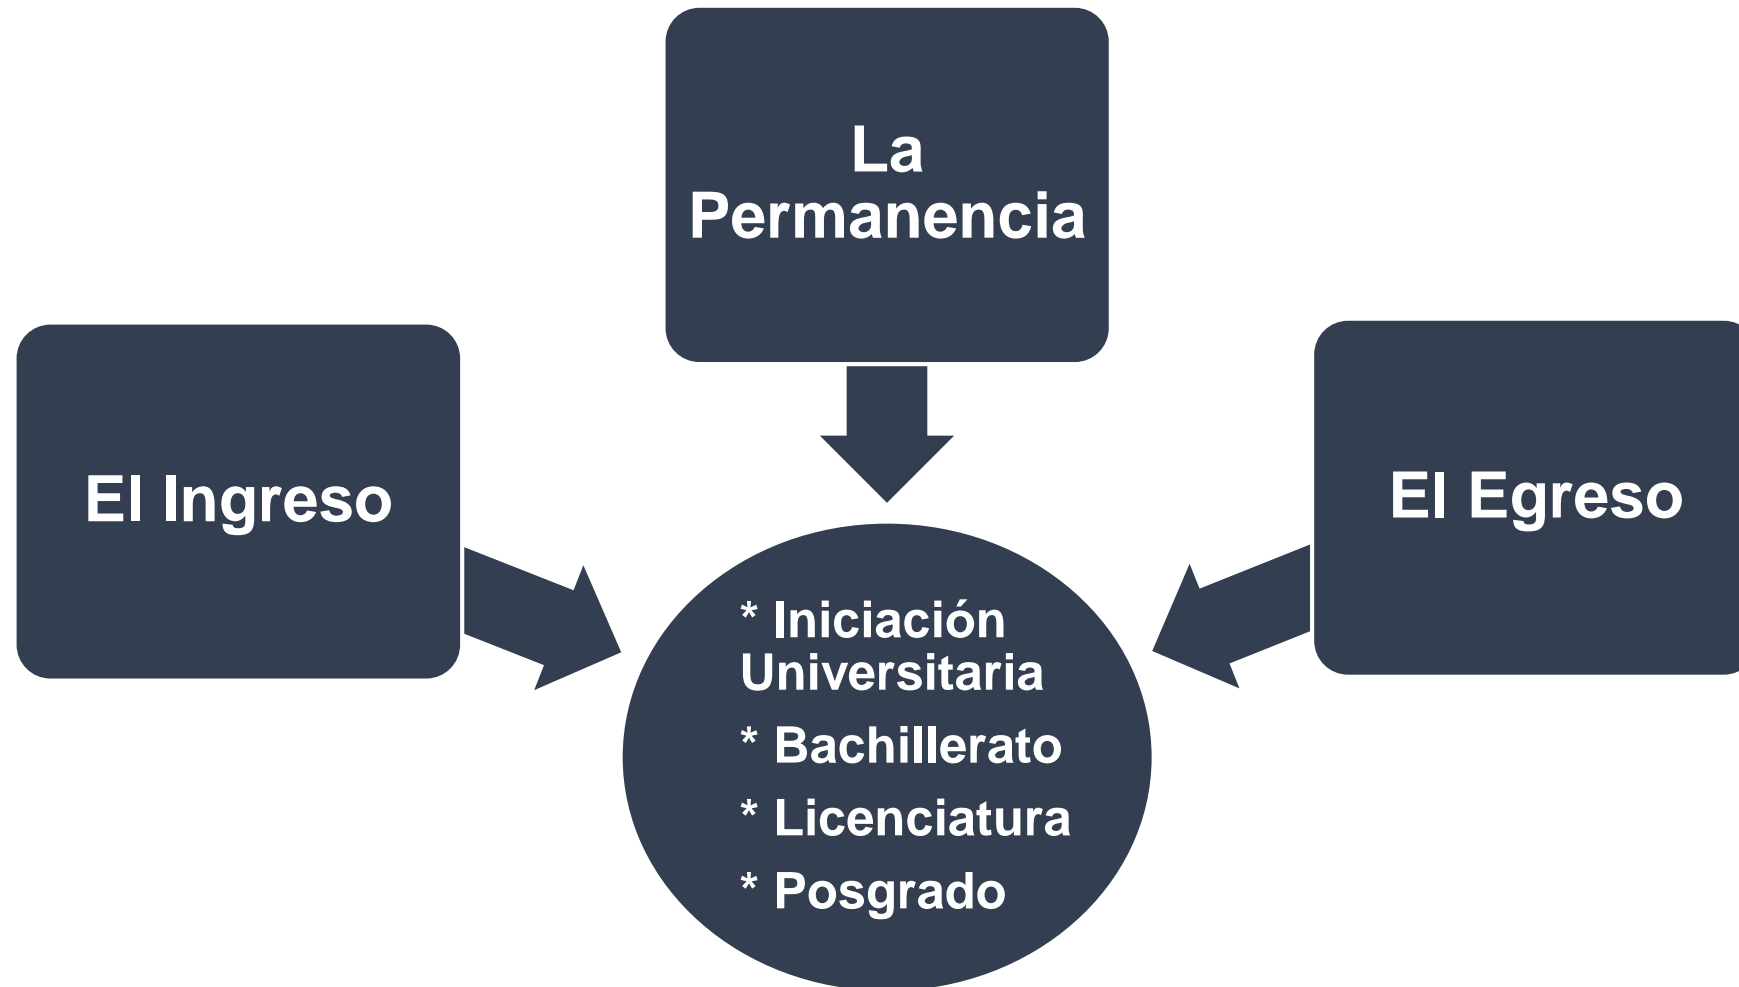 La
Permanencia
El Ingreso
El Egreso
* Iniciación
Universitaria
* Bachillerato
* Licenciatura
* Posgrado